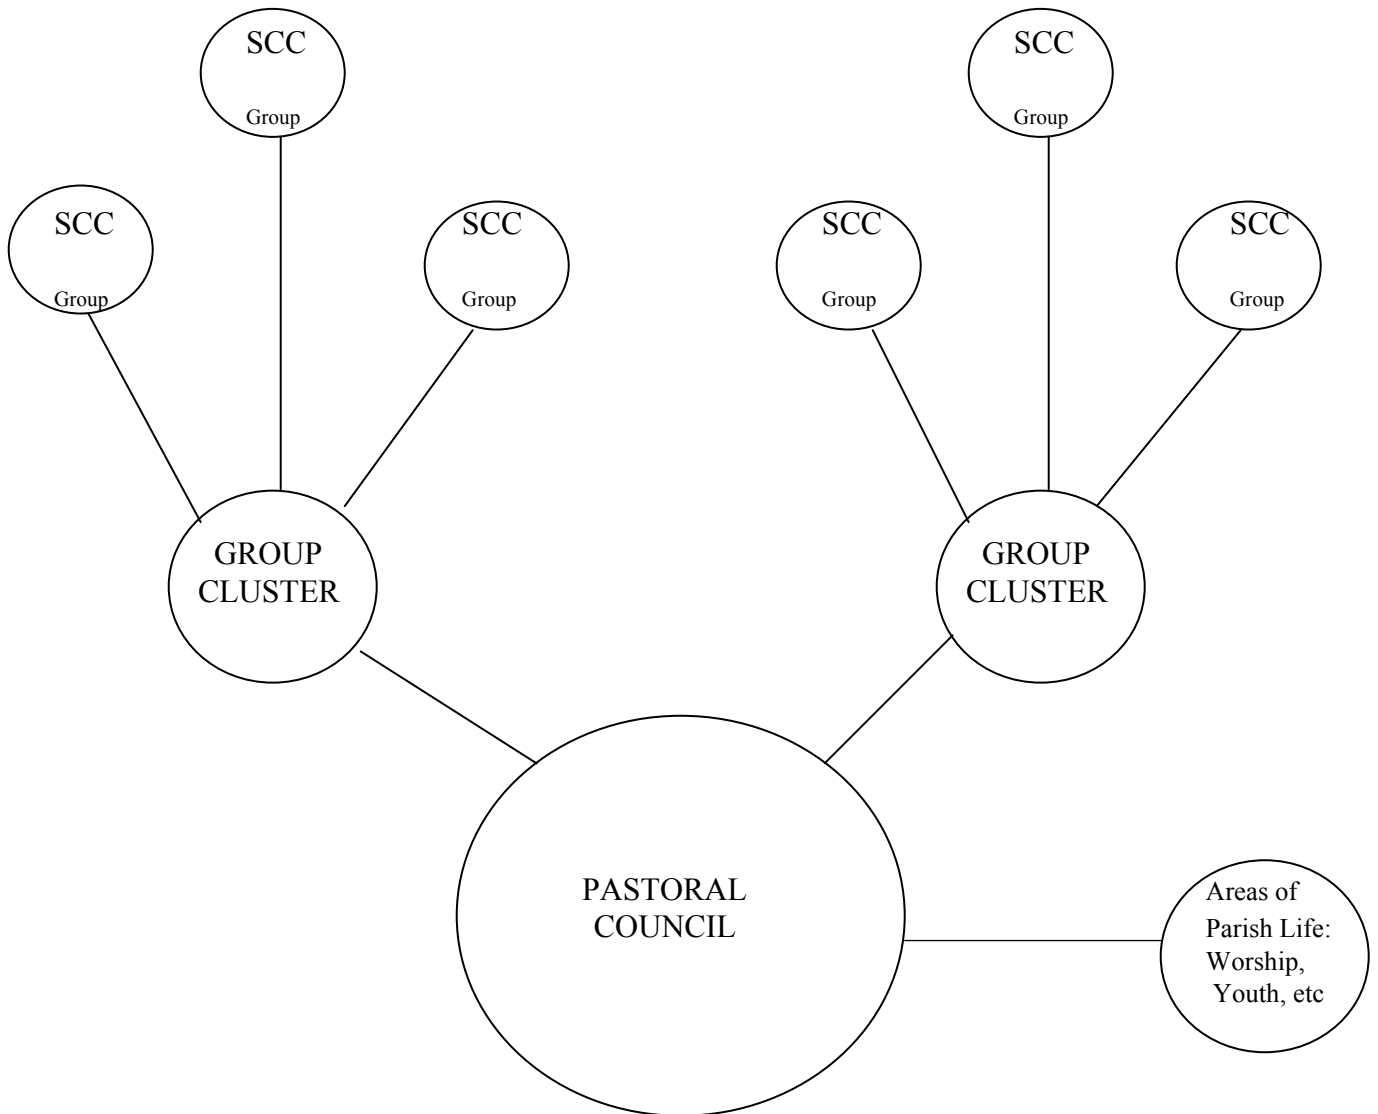 SCC
Group
SCC
Group
SCC
Group
SCC
Group
SCC
Group
SCC
Group
GROUP
CLUSTER
GROUP
CLUSTER
PASTORAL
COUNCIL
Areas of
Parish Life:
Worship,
Youth, etc